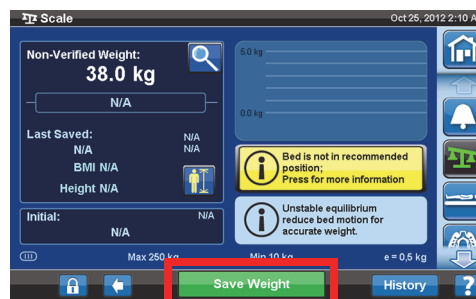 Scale
Oct 25, 2012 2:10 A
Non-Verified Weight:
38.0 kg
N/A
Last Saved:
N/A
N/A
N/A
BMI N/A
Height N/A
Initial:
N/A
N/A
5.0 kg
0.0 kg
Bed is not in recommended
position;
Press for more information
Unstable equilibrium
reduce bed motion for
accurate weight.
Max 250 kg
Min 10 kg
e = 0,5 kg
Save Weight
History
?